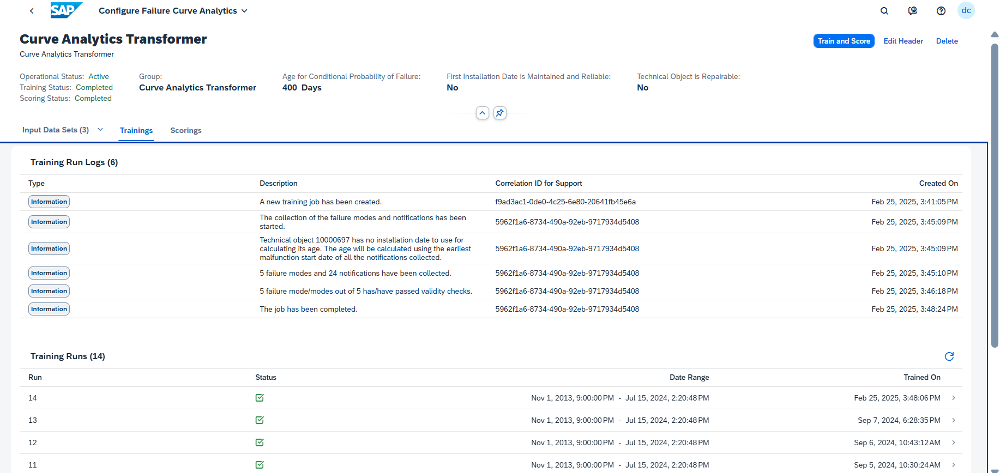 SAP Configure Failure Curve Analytics
dc
Curve Analytics Transformer
Train and Score Edit Header Delete
Curve Analytics Transformer
Operational Status: Active
Training Status: Completed
Scoring Status: Completed
Group:
Curve Analytics Transformer
Age for Conditional Probability of Failure:
400 Days
First Installation Date is Maintained and Reliable:
No
Technical Object is Repairable:
No
Input Data Sets (3) Trainings Scorings
Training Run Logs (6)
Type Description Correlation ID for Support Created On
Information A new training job has been created. f9ad3ac1-0de0-4c25-6e80-20641fb45e6a Feb 25, 2025, 3:41:05 PM
Information The collection of the failure modes and notifications has been
started. 5962f1a6-8734-490a-92eb-9717934d5408 Feb 25, 2025, 3:45:09 PM
Information Technical object 10000697 has no installation date to use for
calculating its age. The age will be calculated using the earliest
malfunction start date of all the notifications collected. 5962f1a6-8734-490a-92eb-9717934d5408 Feb 25, 2025, 3:45:09 PM
Information 5 failure modes and 24 notifications have been collected. 5962f1a6-8734-490a-92eb-9717934d5408 Feb 25, 2025, 3:45:10 PM
Information 5 failure mode/modes out of 5 has/have passed validity checks. 5962f1a6-8734-490a-92eb-9717934d5408 Feb 25, 2025, 3:46:18 PM
Information The job has been completed. 5962f1a6-8734-490a-92eb-9717934d5408 Feb 25, 2025, 3:48:24 PM
Training Runs (14)
Run Status Date Range Trained On
14 Nov 1, 2013, 9:00:00 PM - Jul 15, 2024, 2:20:48 PM Feb 25, 2025, 3:48:06 PM
13 Nov 1, 2013, 9:00:00 PM - Jul 15, 2024, 2:20:48 PM Sep 7, 2024, 6:28:35 PM
12 Nov 1, 2013, 9:00:00 PM - Jul 15, 2024, 2:20:48 PM Sep 6, 2024, 10:43:12 AM
11 Nov 1, 2013, 9:00:00 PM - Jul 15, 2024, 2:20:48 PM Sep 5, 2024, 10:30:24 AM